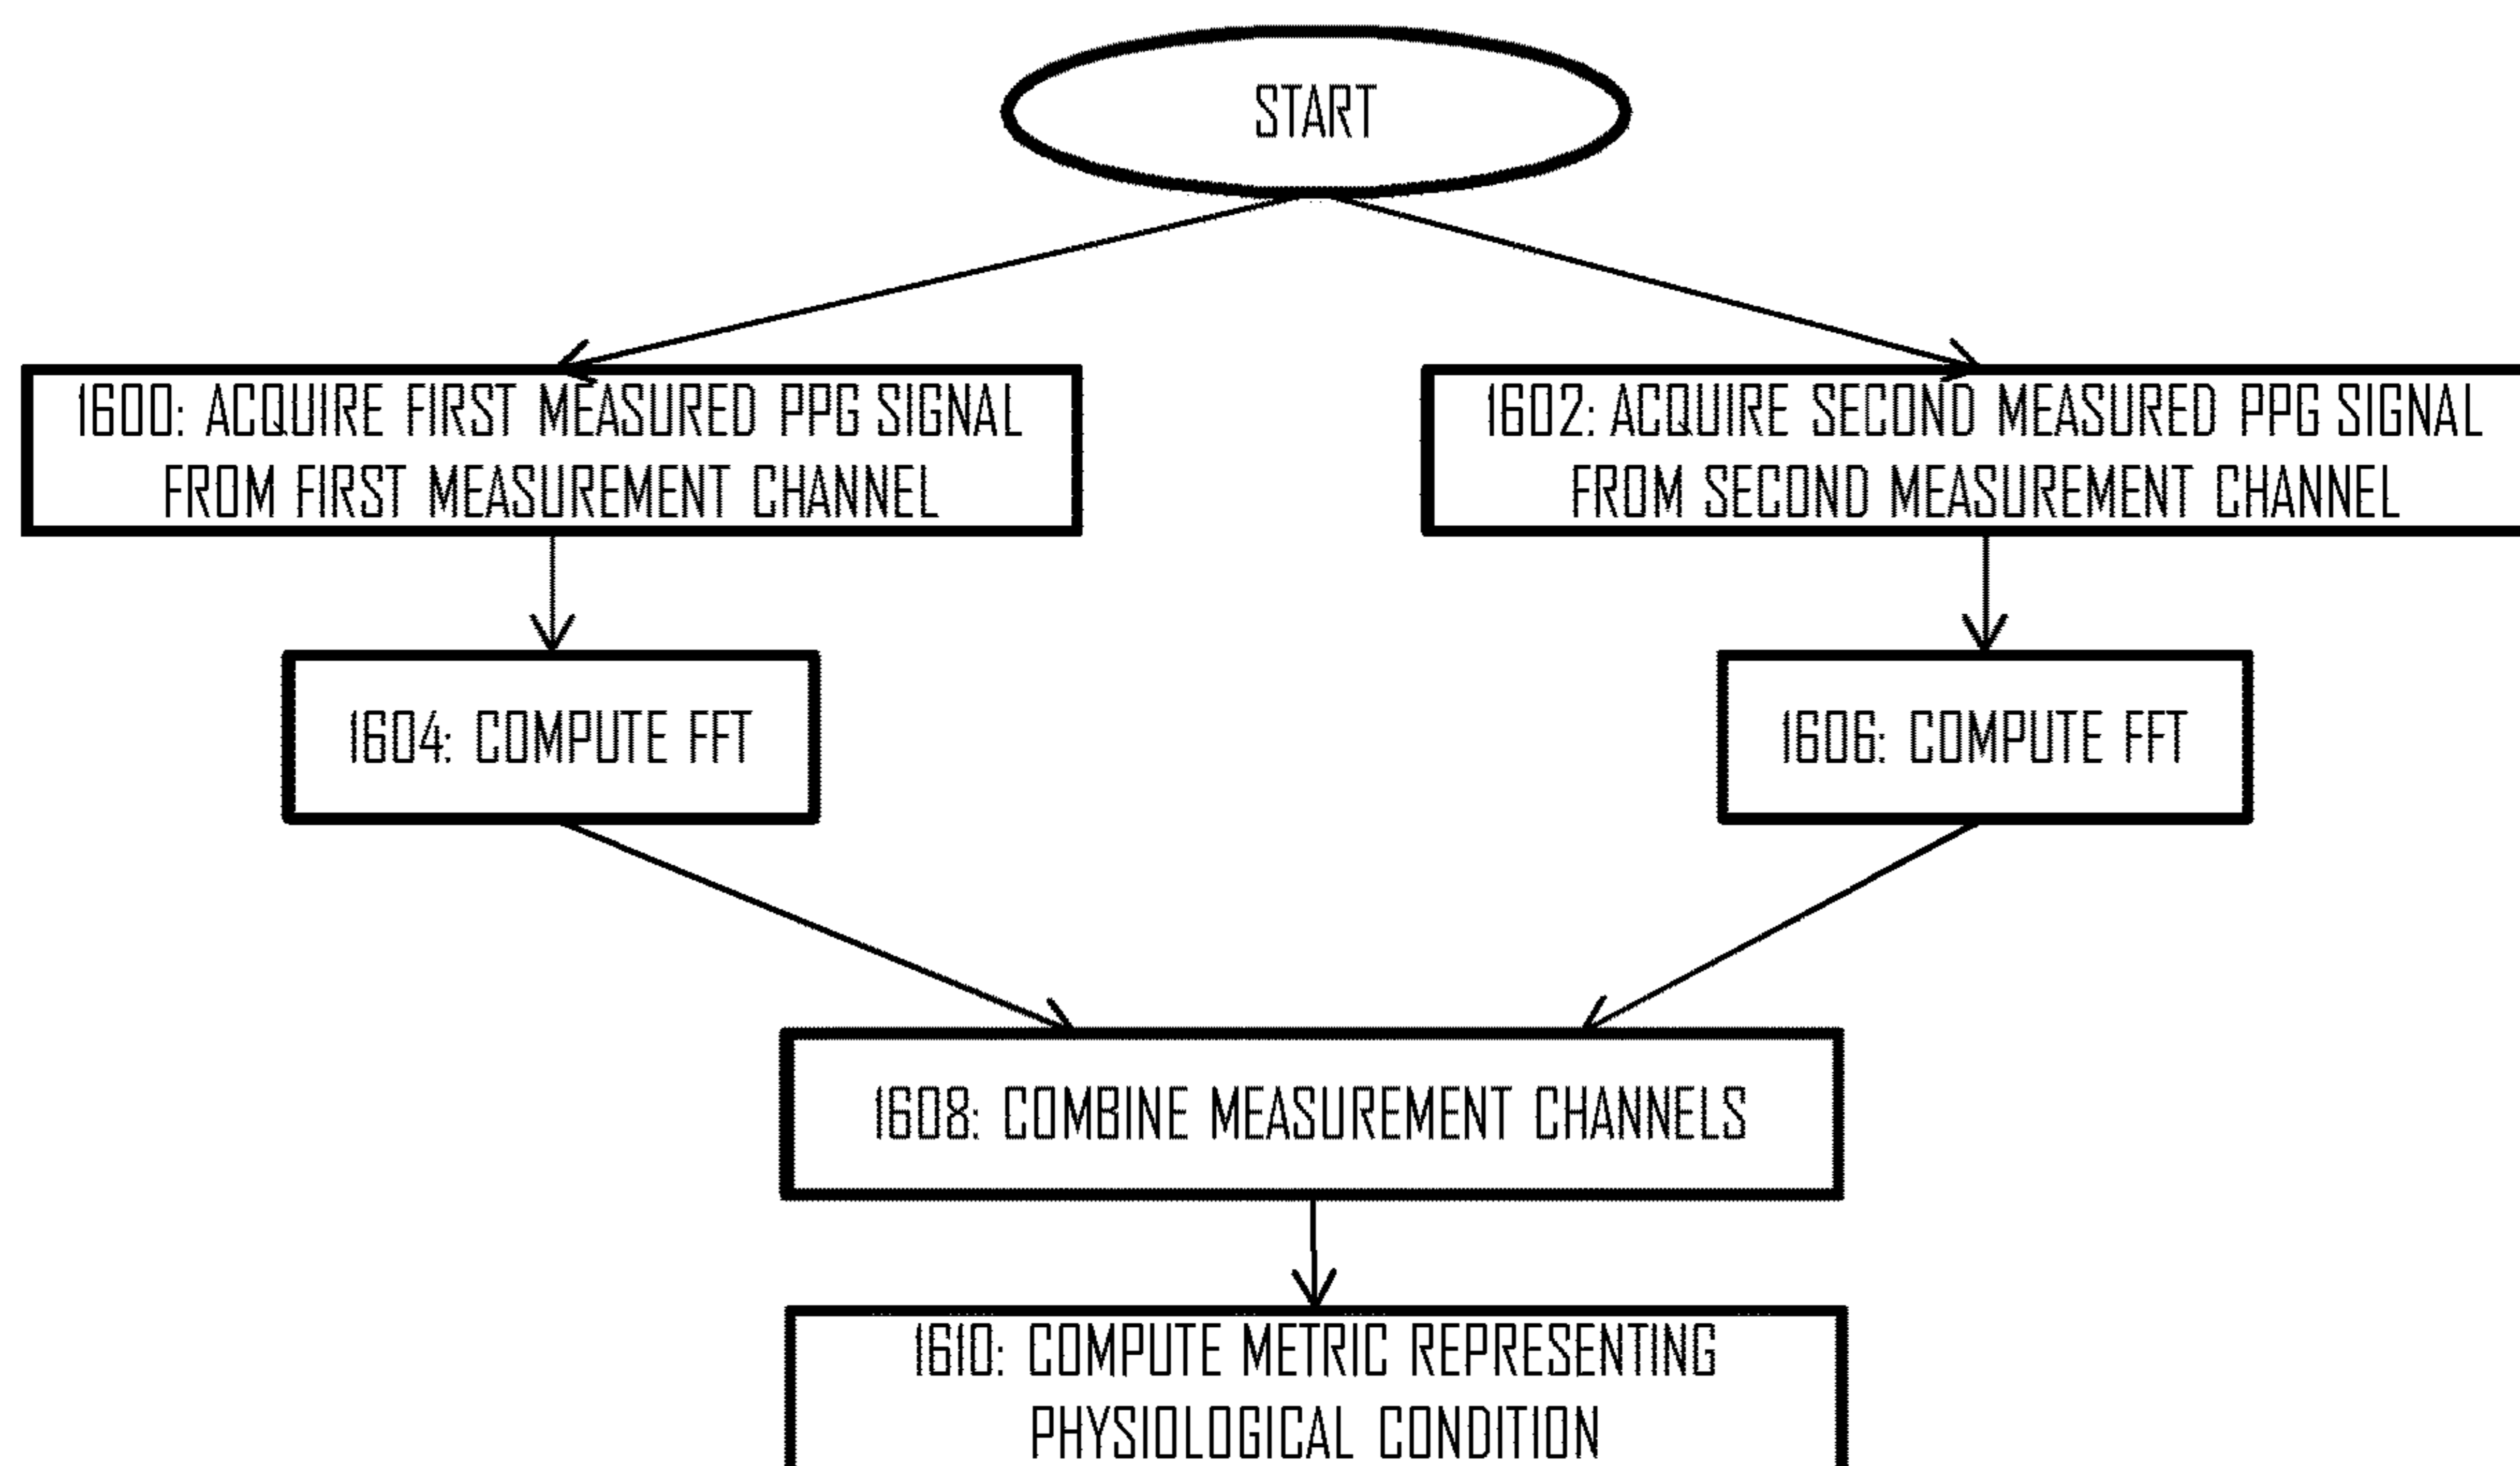 START
1600: ACQUIRE FIRST MEASURED PPG SIGNAL
FROM FIRST MEASUREMENT CHANNEL
1602: ACQUIRE SECOND MEASURED PPG SIGNAL
FROM SECOND MEASUREMENT CHANNEL
1604: COMPUTE FFT
1606: COMPUTE FFT
1608: COMBINE MEASUREMENT CHANNELS
1610: COMPUTE METRIC REPRESENTING
PHYSIOLOGICAL CONDITION